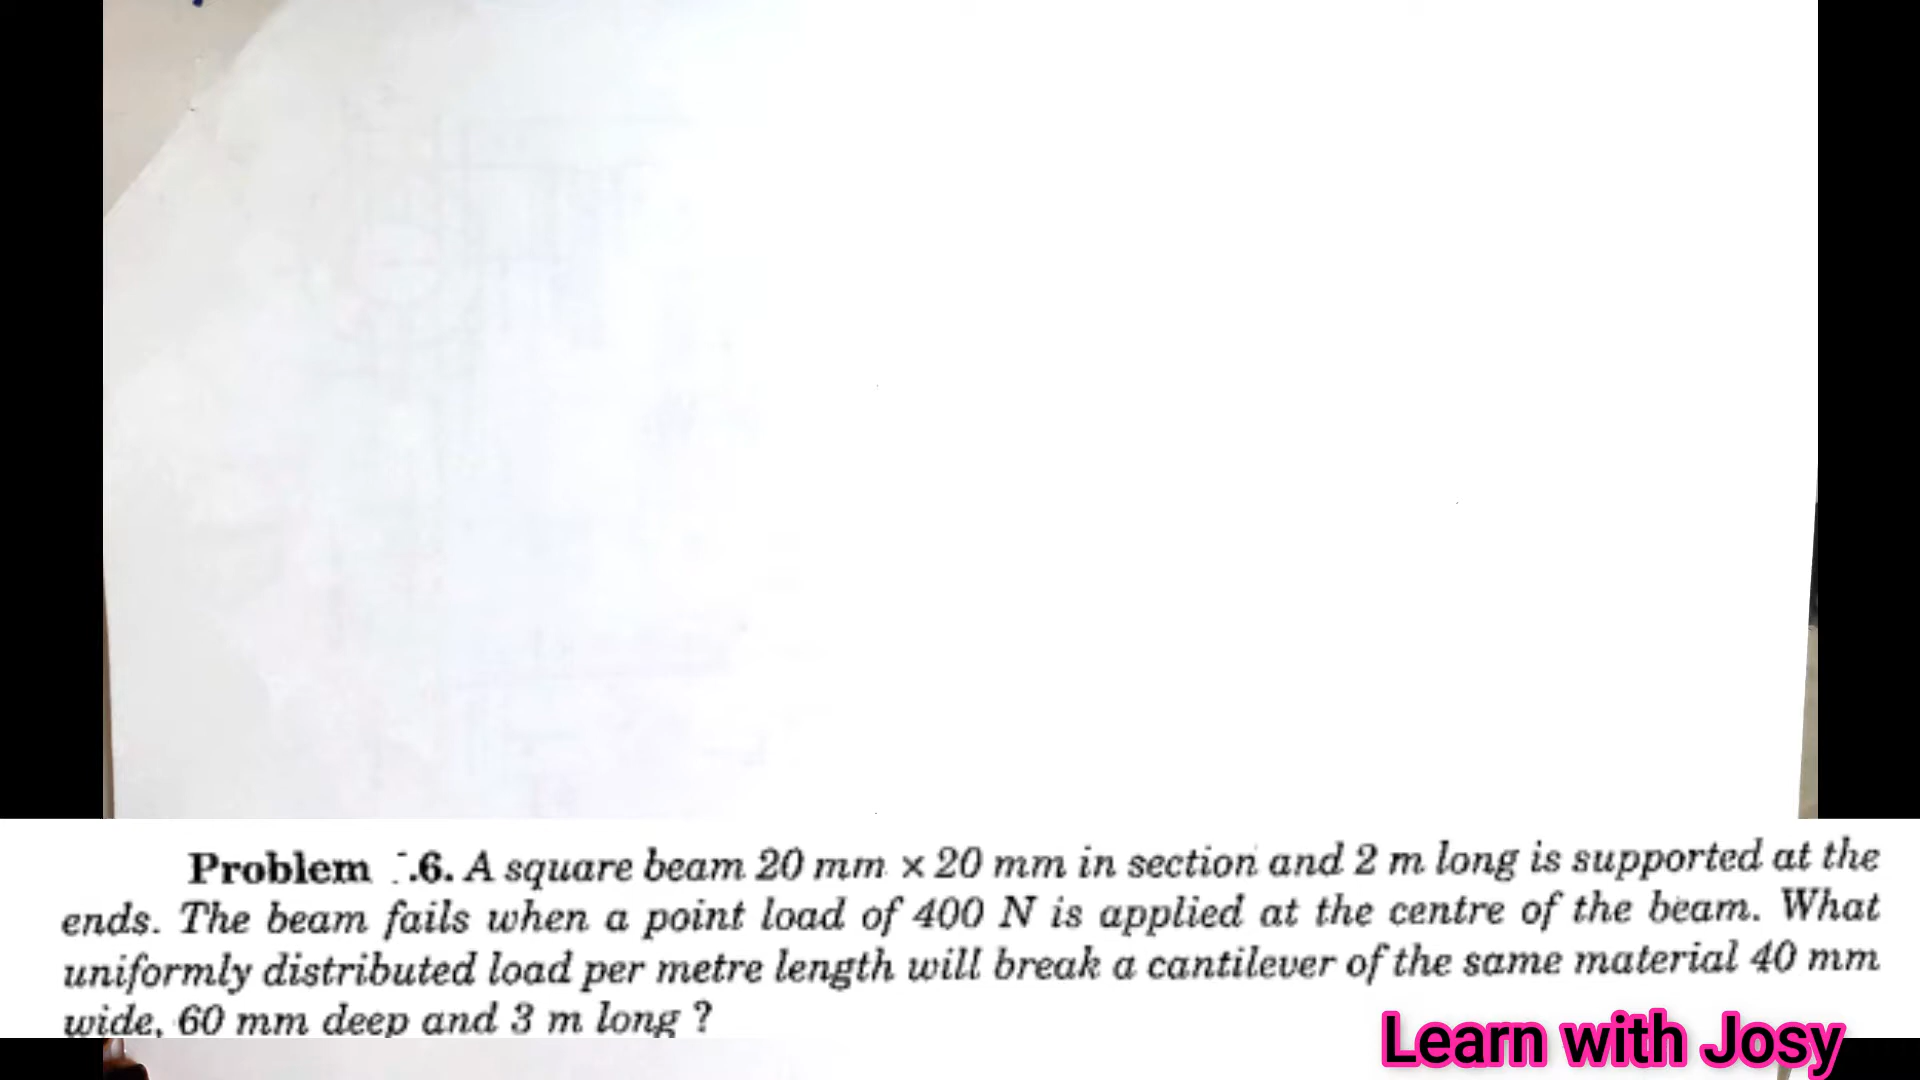 Problem .6. A square beam 20 mm × 20 mm in section and 2 m long is supported at the
ends. The beam fails when a point load of 400 N is applied at the centre of the beam. What
uniformly distributed load per metre length will break a cantilever of the same material 40 mm
wide, 60 mm deep and 3 m long ?
Learn with Josy